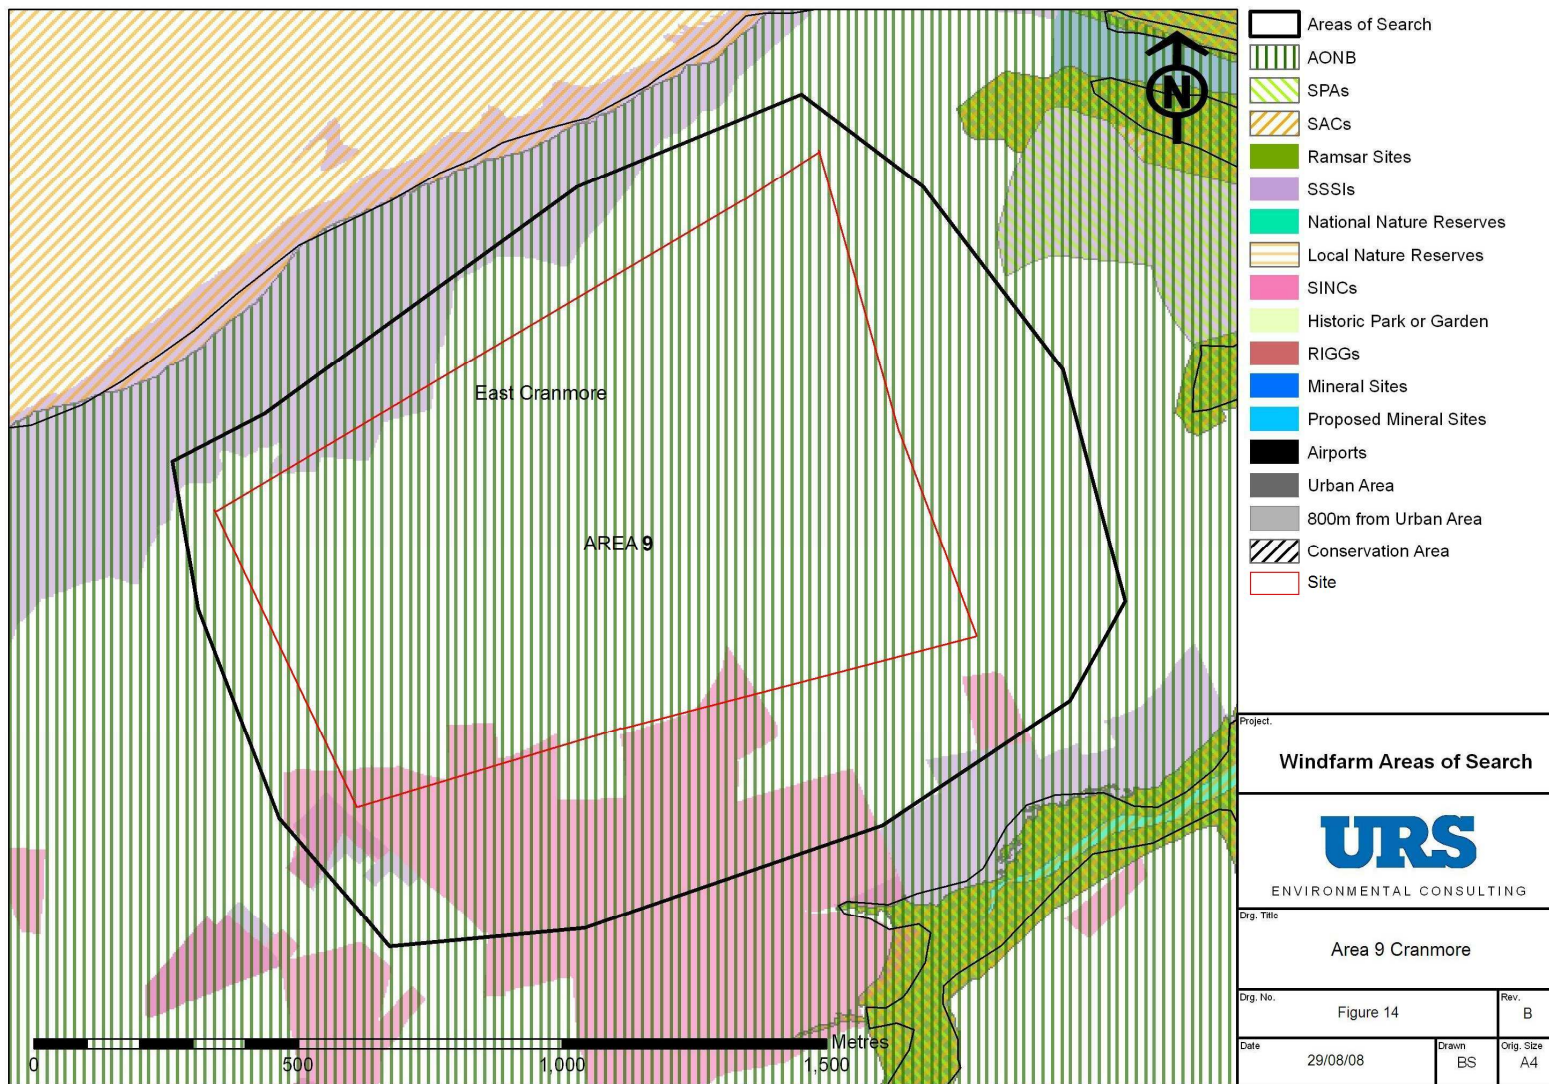 N
East Cranmore
AREA 9
0
500
1,000
1,500
Metres
Areas of Search
AONB
SPAs
SACs
Ramsar Sites
SSSIs
National Nature Reserves
Local Nature Reserves
SINCs
Historic Park or Garden
RIGGs
Mineral Sites
Proposed Mineral Sites
Airports
Urban Area
800m from Urban Area
Conservation Area
Site
Project.
Windfarm Areas of Search
URS
ENVIRONMENTAL CONSULTING
Drg. Title
Area 9 Cranmore
Drg. No.
Figure 14
Rev.
B
Date
29/08/08
Drawn
BS
Orig. Size
A4